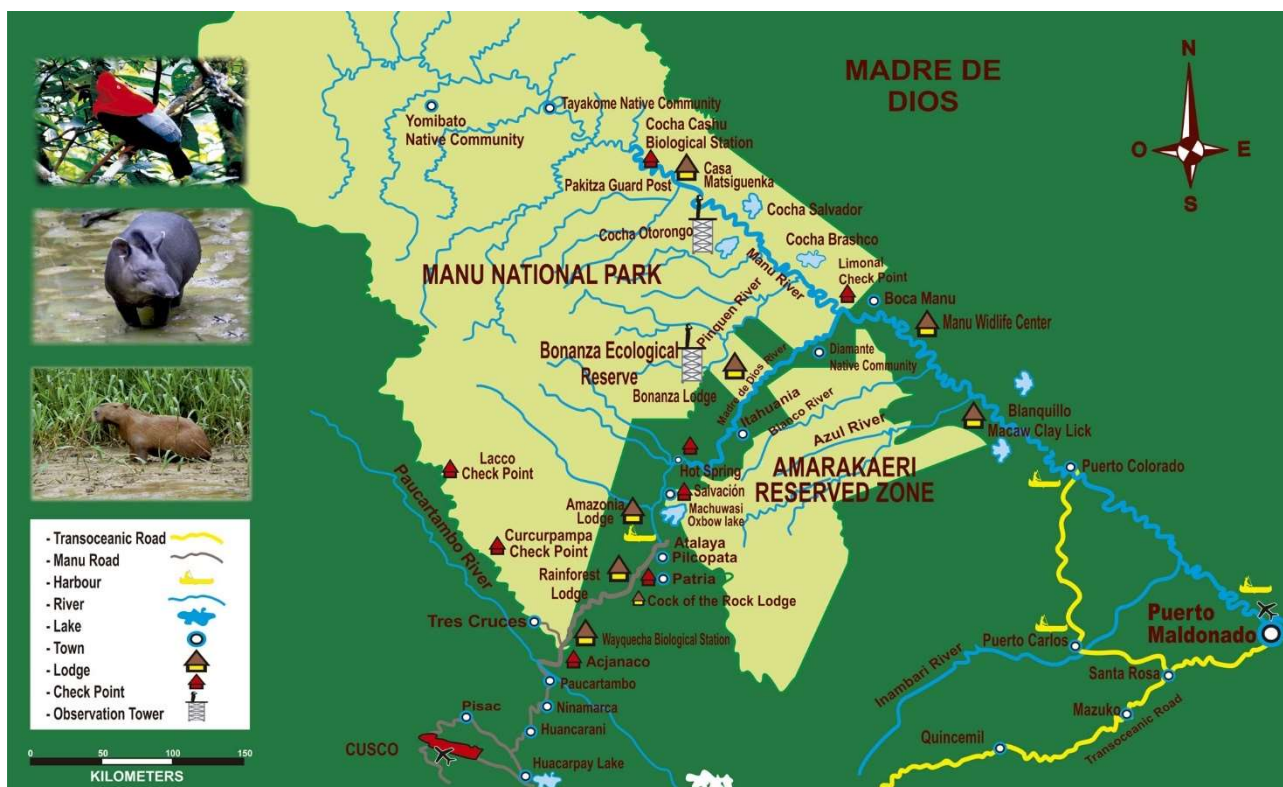 MADRE DE
DIOS
N
O
E
S
Tayakome Native Community
Yomibato
Native Community
Cocha Cashu
Biological Station
Casa
Matsiguenka
Pakitza Guard Post
Cocha Salvador
Cocha Otorongo
Cocha Brashco
Manu River
Limonal
Check Point
MANU NATIONAL PARK
Boca Manu
Pinquen River
Manu Widlife Center
Bonanza Ecological
Reserve
Diamante
Native Community
Bonanza Lodge
Madre de Dios River
Itahuania
Blanco River
Blanquillo
Macaw Clay Lick
Azul River
Lacco
Check Point
Hot Spring
AMARAKAERI
RESERVED ZONE
Puerto Colorado
Paucartambo River
Salvación
Amazonia
Lodge
Machuwasi
Oxbow lake
Curcurpampa
Check Point
Atalaya
Pilcopata
Rainforest
Lodge
Patria
Cock of the Rock Lodge
Tres Cruces
Wayquecha Biological Station
Acjanaco
Puerto
Maldonado
Puerto Carlos
Inambari River
Santa Rosa
Paucartambo
Pisac
Ninamarca
Mazuko
Huancarani
Quincemil
Transoceanic Road
CUSCO
Huacarpay Lake
- Transoceanic Road
- Manu Road
- Harbour
- River
- Lake
- Town
- Lodge
- Check Point
- Observation Tower
0 50 100 150
KILOMETERS